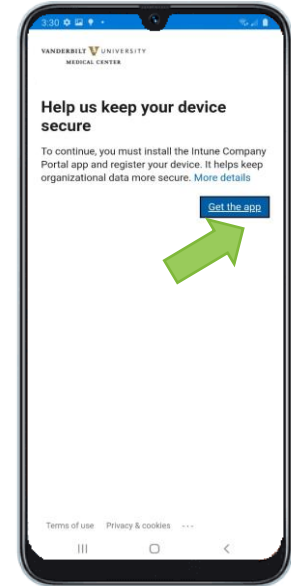 3:30
VANDERBILT V UNIVERSITY
MEDICAL CENTER
Help us keep your device
secure
To continue, you must install the Intune Company
Portal app and register your device. It helps keep
organizational data more secure. More details
Get the app
Terms of use Privacy & cookies ...